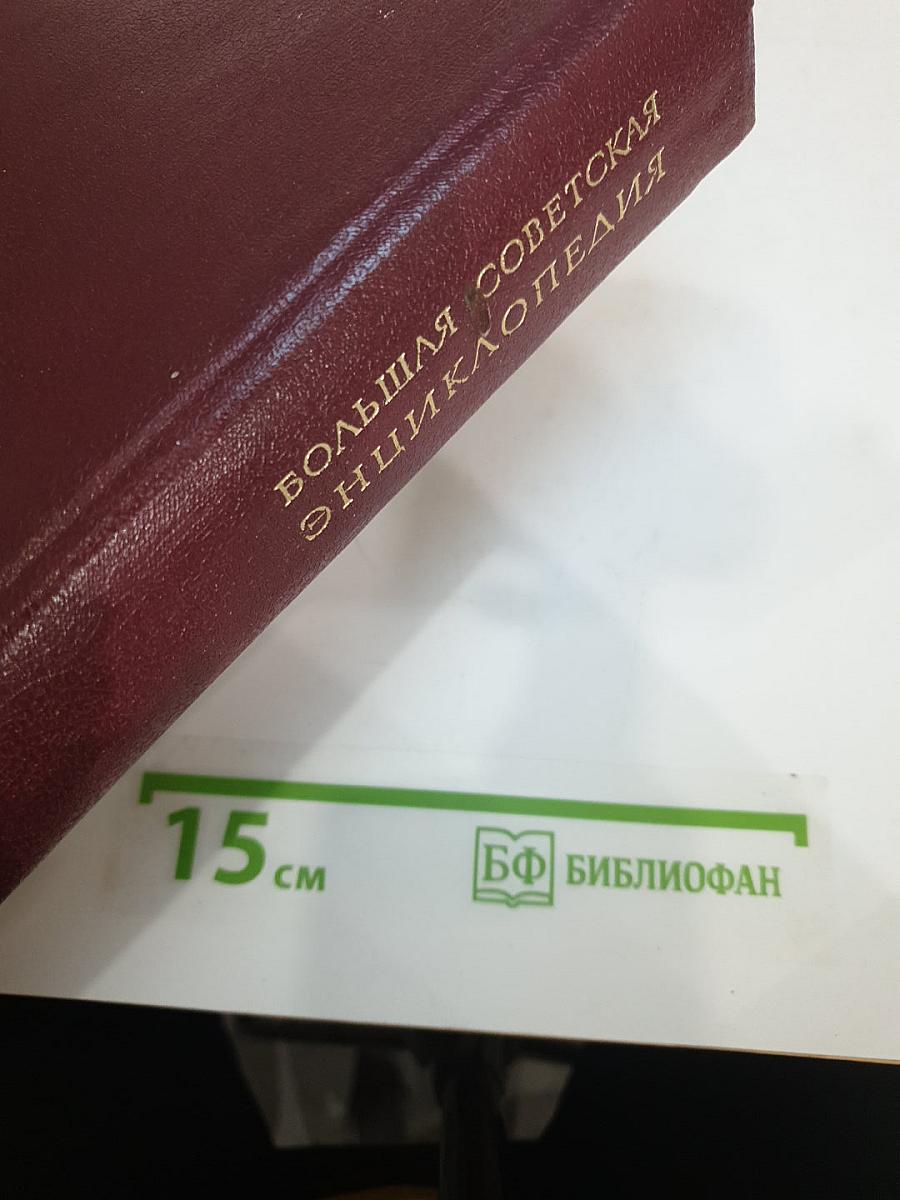 БОЛЬШАЯ СОВЕТСКАЯ
ЭНЦИКЛОПЕДИЯ
15 см
БФ БИБЛИОФАН